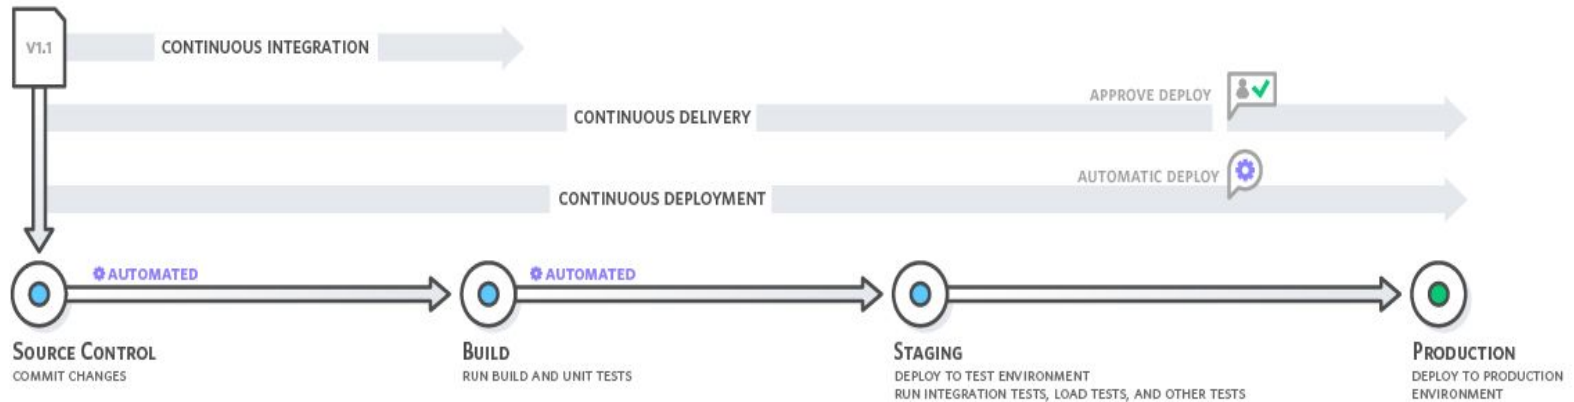 V1.1
CONTINUOUS INTEGRATION
APPROVE DEPLOY
CONTINUOUS DELIVERY
AUTOMATIC DEPLOY
CONTINUOUS DEPLOYMENT
AUTOMATED
AUTOMATED
SOURCE CONTROL
COMMIT CHANGES
BUILD
RUN BUILD AND UNIT TESTS
STAGING
DEPLOY TO TEST ENVIRONMENT
RUN INTEGRATION TESTS, LOAD TESTS, AND OTHER TESTS
PRODUCTION
DEPLOY TO PRODUCTION
ENVIRONMENT